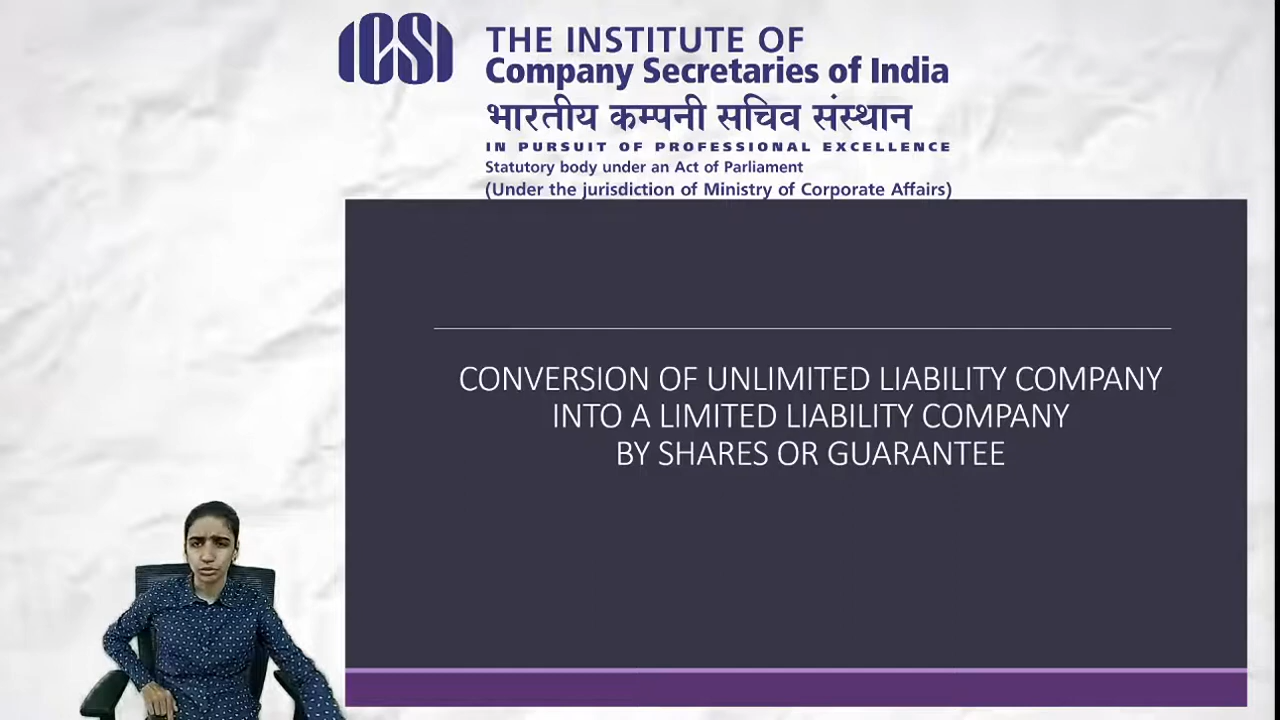 ICSI
THE INSTITUTE OF
Company Secretaries of India
भारतीय कम्पनी सचिव संस्थान
IN PURSUIT OF PROFESSIONAL EXCELLENCE
Statutory body under an Act of Parliament
(Under the jurisdiction of Ministry of Corporate Affairs)
CONVERSION OF UNLIMITED LIABILITY COMPANY
INTO A LIMITED LIABILITY COMPANY
BY SHARES OR GUARANTEE